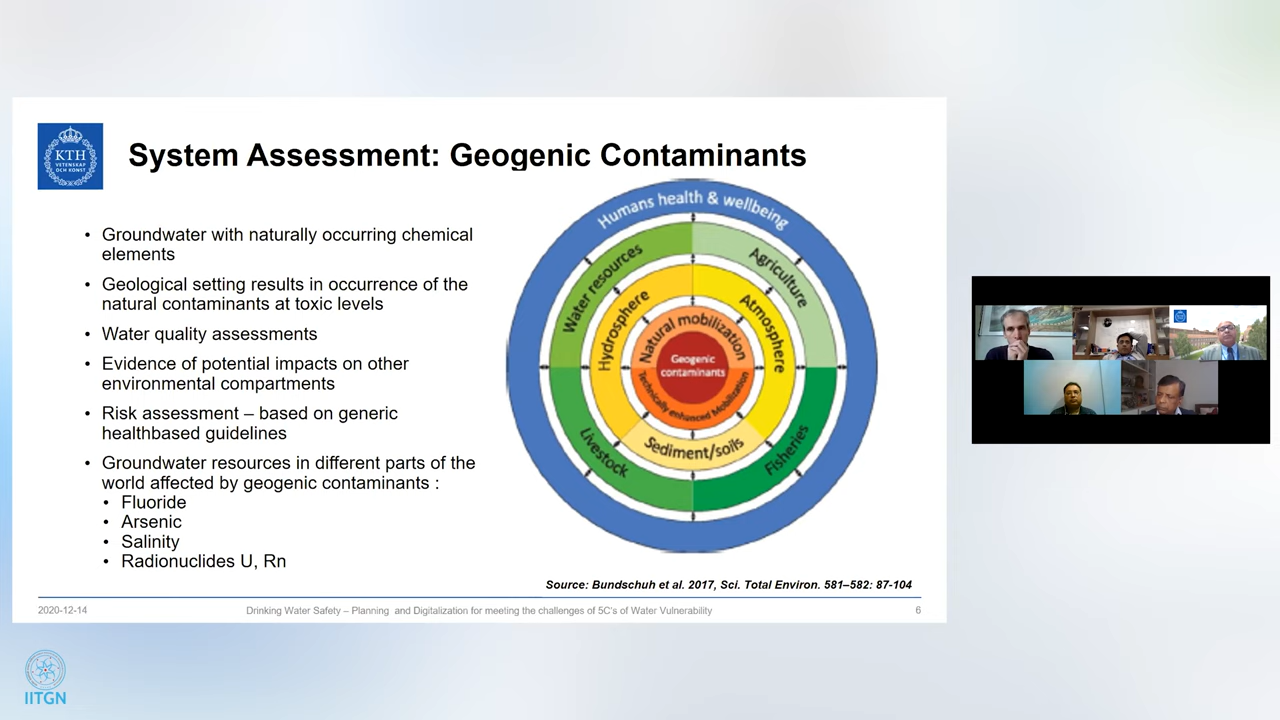 KTH
VETENSKAP
OCH KONST
System Assessment: Geogenic Contaminants
• Groundwater with naturally occurring chemical
elements
• Geological setting results in occurrence of the
natural contaminants at toxic levels
• Water quality assessments
• Evidence of potential impacts on other
environmental compartments
• Risk assessment – based on generic
healthbased guidelines
• Groundwater resources in different parts of the
world affected by geogenic contaminants :
• Fluoride
• Arsenic
• Salinity
• Radionuclides U, Rn
Humans health & wellbeing
Water resources
Agriculture
Hydrosphere
Atmosphere
Natural mobilization
Geogenic
contaminants
Technically enhanced Mobilization
Sediment/soils
Livestock
Fisheries
Source: Bundschuh et al. 2017, Sci. Total Environ. 581–582: 87-104
2020-12-14
Drinking Water Safety – Planning and Digitalization for meeting the challenges of 5C's of Water Vulnerability
6
IITGN